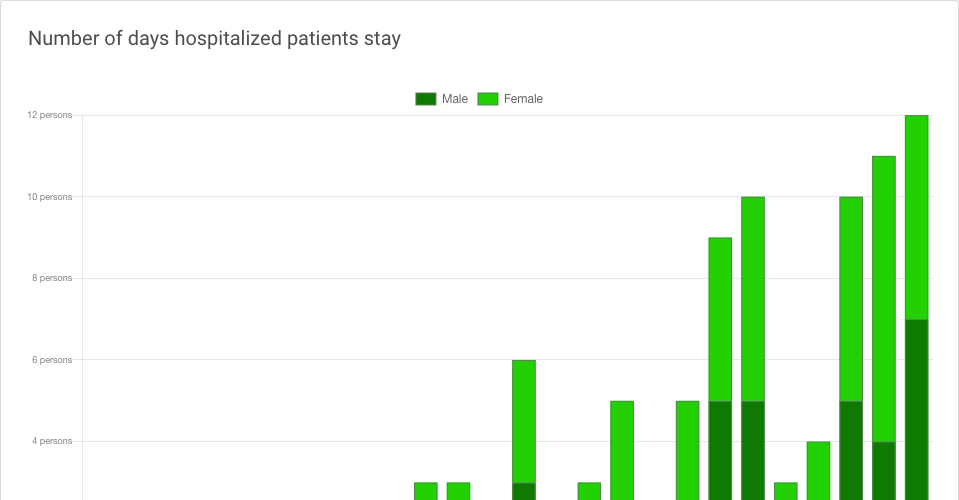 Number of days hospitalized patients stay
Male Female
12 persons
10 persons
8 persons
6 persons
4 persons